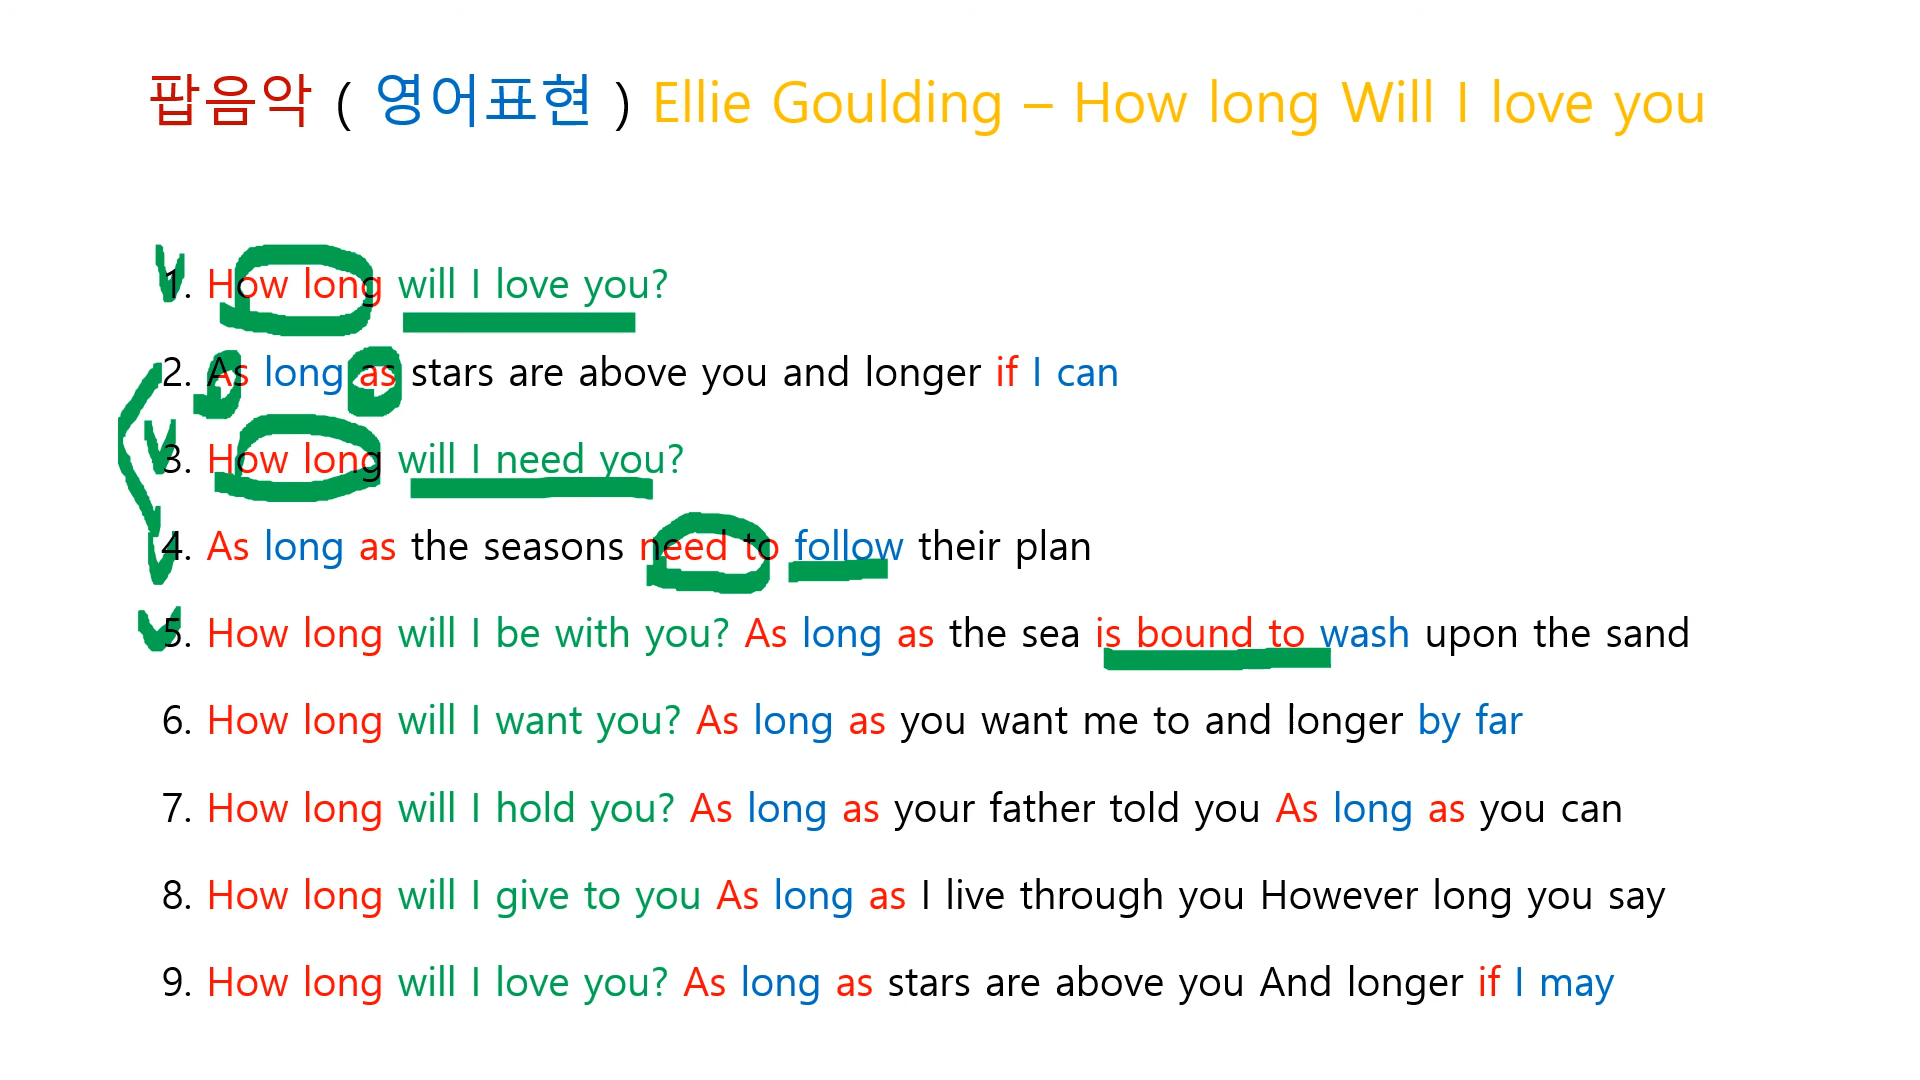 팝음악 ( 영어표현 ) Ellie Goulding – How long Will I love you
1. How long will I love you?
2. As long as stars are above you and longer if I can
3. How long will I need you?
4. As long as the seasons need to follow their plan
5. How long will I be with you? As long as the sea is bound to wash upon the sand
6. How long will I want you? As long as you want me to and longer by far
7. How long will I hold you? As long as your father told you As long as you can
8. How long will I give to you As long as I live through you However long you say
9. How long will I love you? As long as stars are above you And longer if I may